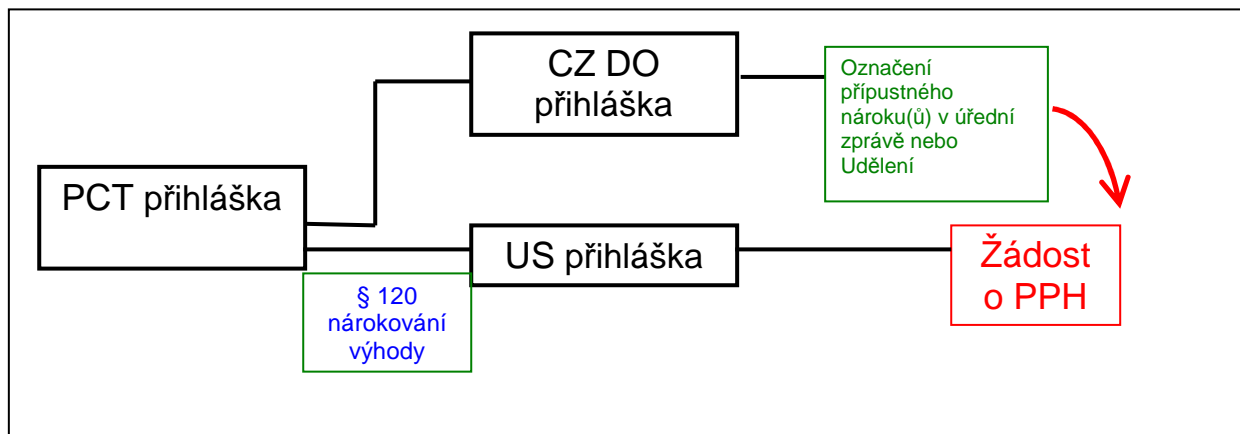 CZ DO
přihláška
Označení
přípustného
nároku(ů) v úřední
zprávě nebo
Udělení
PCT přihláška
US přihláška
§ 120
nárokování
výhody
Žádost
o PPH